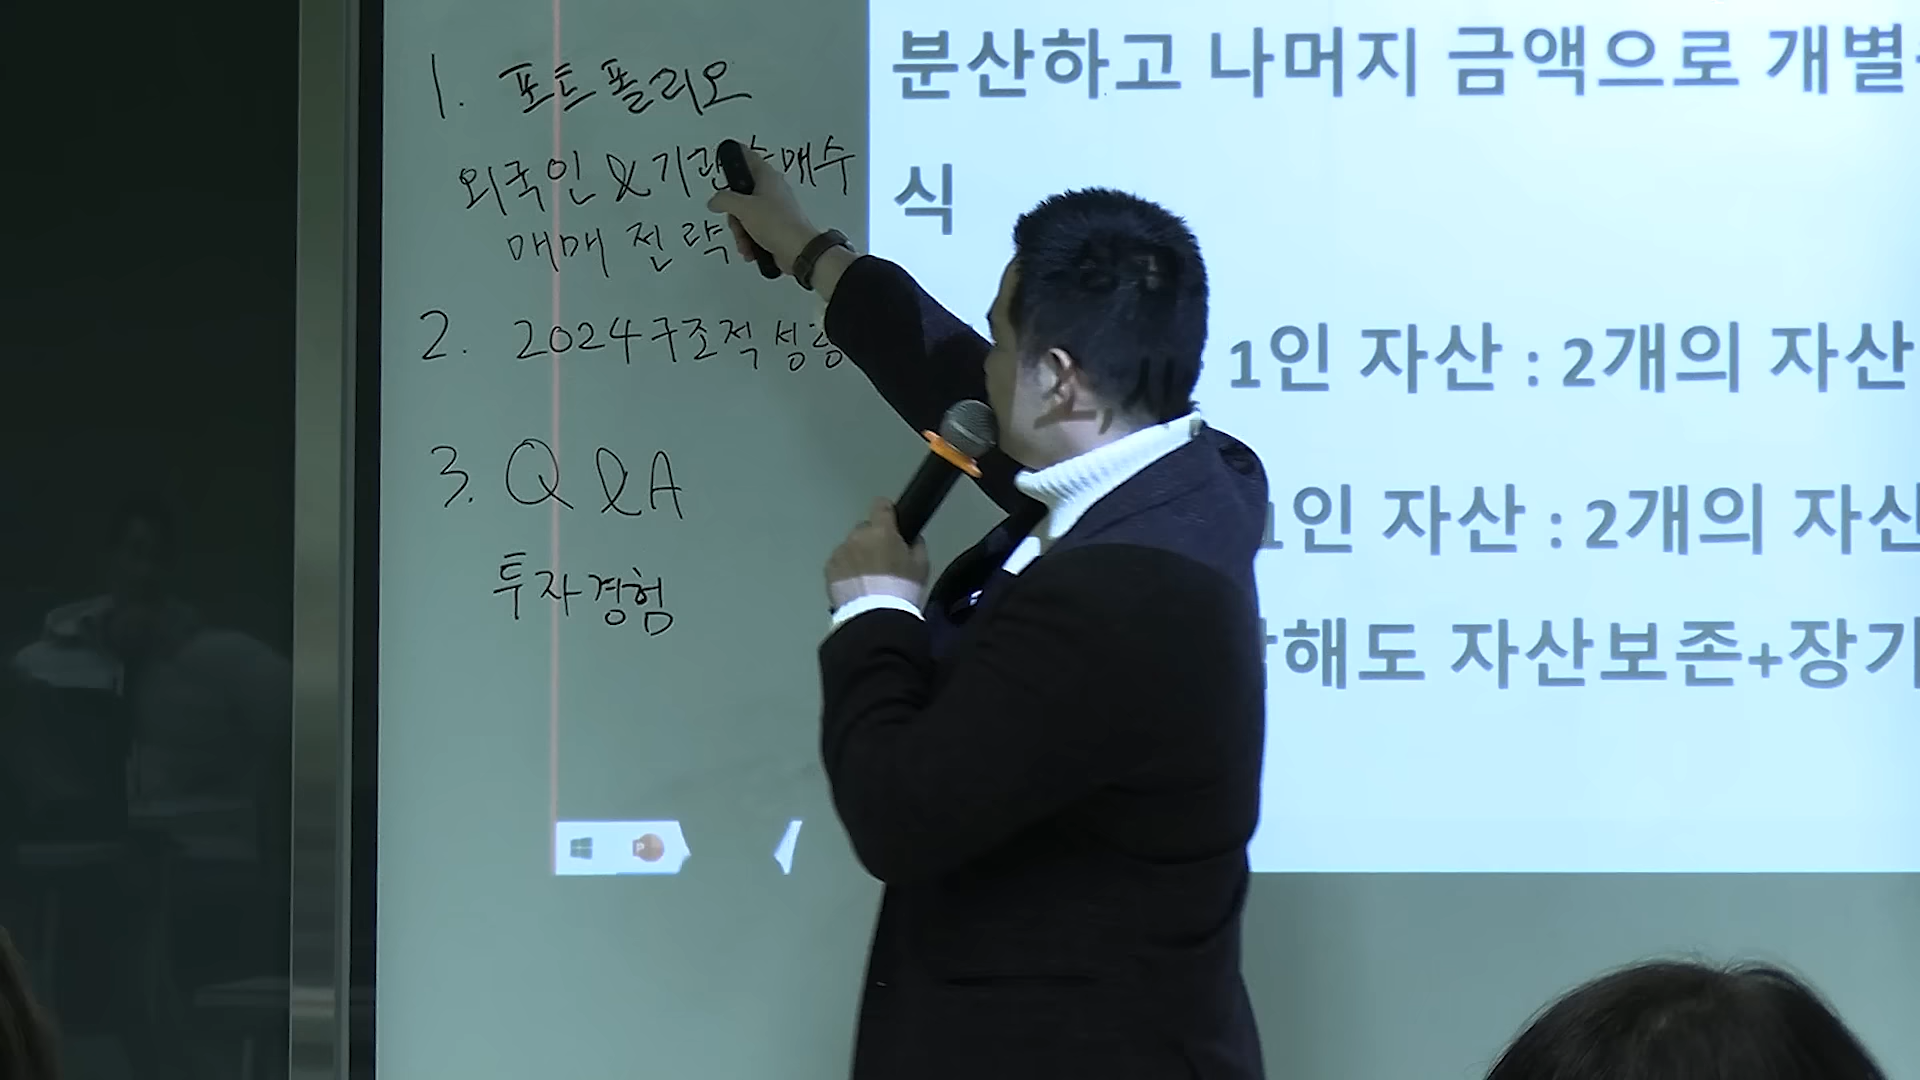 1. 포트폴리오
외국인 & 기관 매수
매매 전략
2. 2024 구조적
3. Q & A
투자경험
분산하고 나머지 금액으로 개별
식
1인 자산 : 2개의 자산
1인 자산 : 2개의 자산
해도 자산보존+장기
P